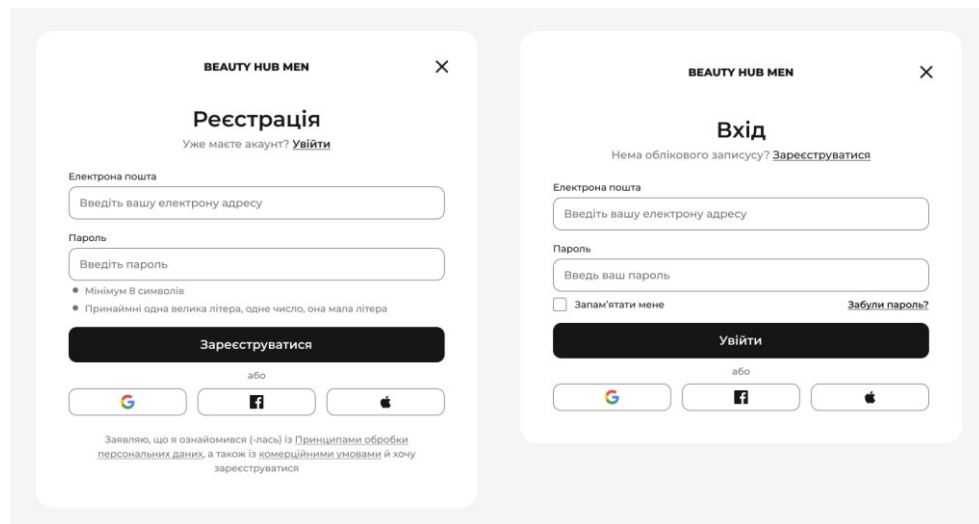 BEAUTY HUB MEN
Реєстрація
Уже маєте акаунт? Увійти
Електрона пошта
Введіть вашу електрону адресу
Пароль
Введіть пароль
Мінімум 8 символів
Принаймні одна велика літера, одне число, она мала літера
Зареєструватися
або
Заявляю, що я ознайомився (-лась) із Принципами обробки
персональних даних, а також із комерційними умовами й хочу
зареєструватися
BEAUTY HUB MEN
Вхід
Нема облікового записусу? Зареєструватися
Електрона пошта
Введіть вашу електрону адресу
Пароль
Введь ваш пароль
Запам'ятати мене
Забули пароль?
Увійти
або